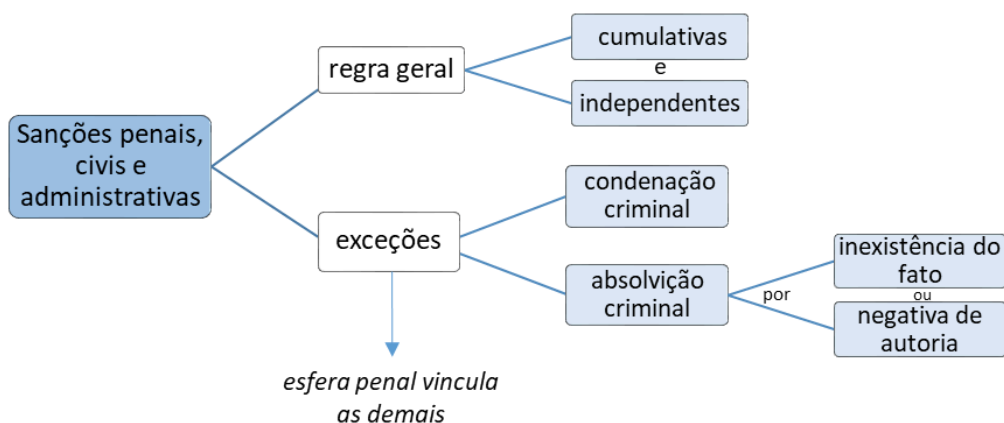 Sanções penais,
civis e
administrativas
regra geral
cumulativas
e
independentes
exceções
condenação
criminal
absolvição
criminal
por
inexistência do
fato
ou
negativa de
autoria
esfera penal vincula
as demais